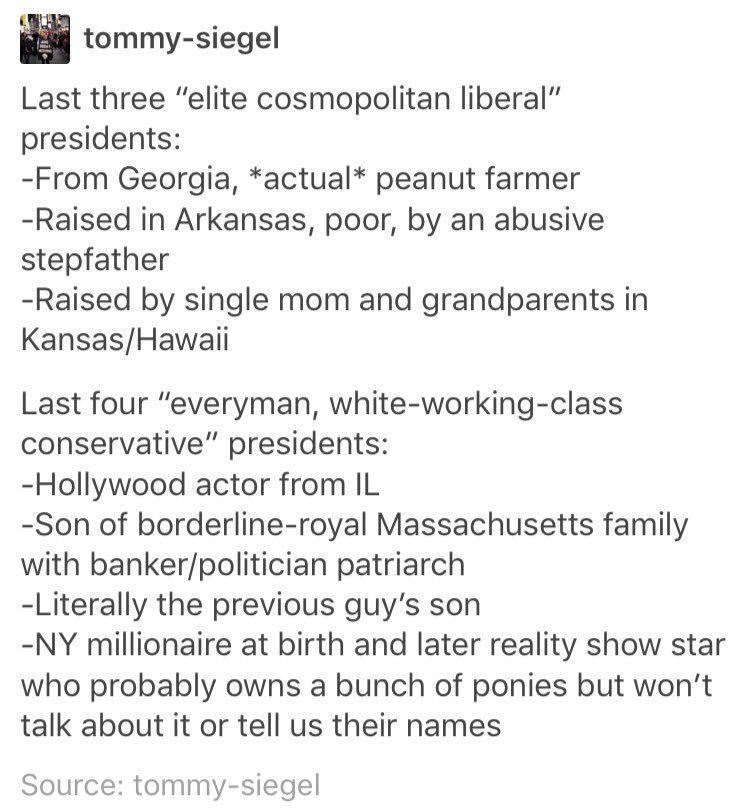 tommy-siegel
Last three “elite cosmopolitan liberal”
presidents:
-From Georgia, *actual* peanut farmer
-Raised in Arkansas, poor, by an abusive
stepfather
-Raised by single mom and grandparents in
Kansas/Hawaii
Last four “everyman, white-working-class
conservative” presidents:
-Hollywood actor from IL
-Son of borderline-royal Massachusetts family
with banker/politician patriarch
-Literally the previous guy’s son
-NY millionaire at birth and later reality show star
who probably owns a bunch of ponies but won’t
talk about it or tell us their names
Source: tommy-siegel